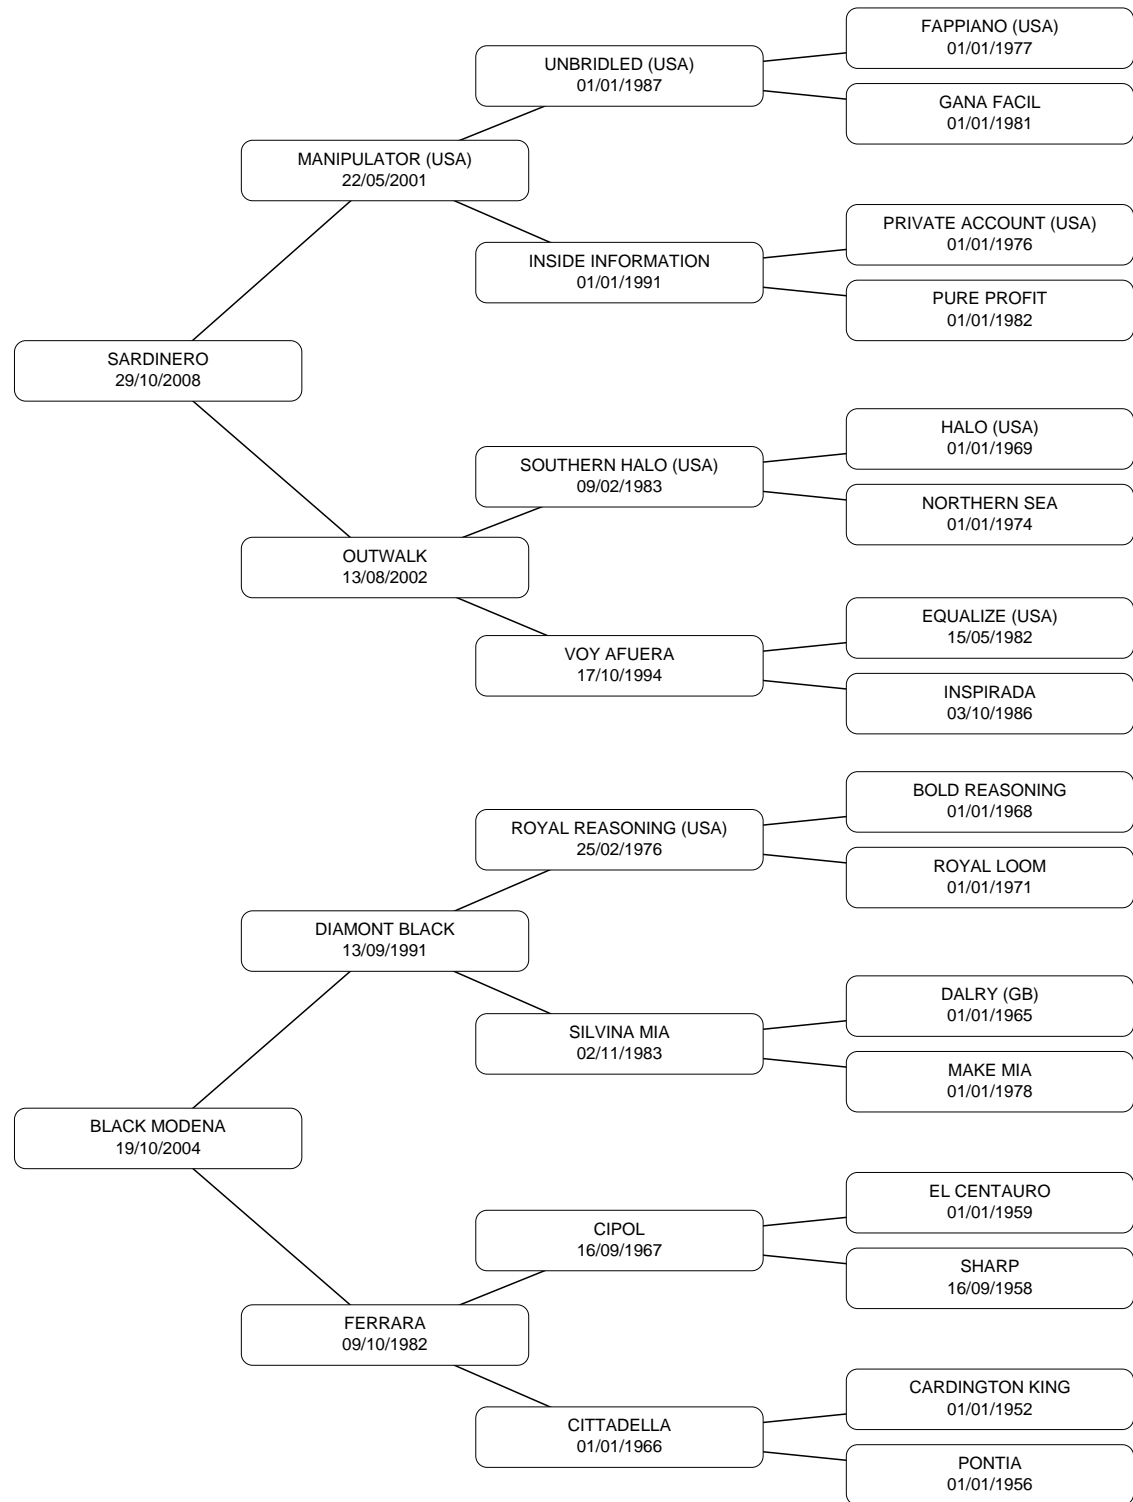 FAPPIANO (USA)
01/01/1977
UNBRIDLED (USA)
01/01/1987
GANA FACIL
01/01/1981
MANIPULATOR (USA)
22/05/2001
PRIVATE ACCOUNT (USA)
01/01/1976
INSIDE INFORMATION
01/01/1991
PURE PROFIT
01/01/1982
SARDINERO
29/10/2008
HALO (USA)
01/01/1969
SOUTHERN HALO (USA)
09/02/1983
NORTHERN SEA
01/01/1974
OUTWALK
13/08/2002
EQUALIZE (USA)
15/05/1982
VOY AFUERA
17/10/1994
INSPIRADA
03/10/1986
BOLD REASONING
01/01/1968
ROYAL REASONING (USA)
25/02/1976
ROYAL LOOM
01/01/1971
DIAMONT BLACK
13/09/1991
DALRY (GB)
01/01/1965
SILVINA MIA
02/11/1983
MAKE MIA
01/01/1978
BLACK MODENA
19/10/2004
EL CENTAURO
01/01/1959
CIPOL
16/09/1967
SHARP
16/09/1958
FERRARA
09/10/1982
CARDINGTON KING
01/01/1952
CITTADELLA
01/01/1966
PONTIA
01/01/1956